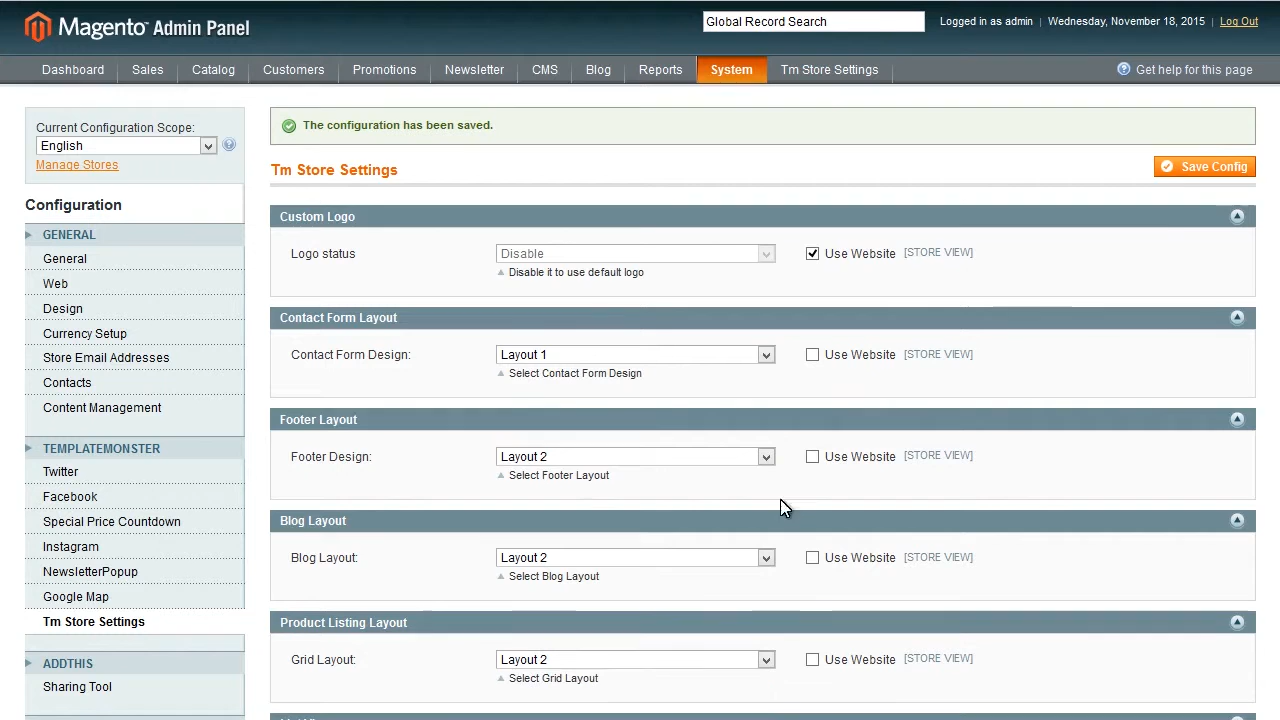 Magento Admin Panel
Global Record Search
Logged in as admin | Wednesday, November 18, 2015 | Log Out
Dashboard Sales Catalog Customers Promotions Newsletter CMS Blog Reports System Tm Store Settings Get help for this page
Current Configuration Scope:
English
Manage Stores
Configuration
GENERAL
General
Web
Design
Currency Setup
Store Email Addresses
Contacts
Content Management
TEMPLATEMONSTER
Twitter
Facebook
Special Price Countdown
Instagram
NewsletterPopup
Google Map
Tm Store Settings
ADDTHIS
Sharing Tool
The configuration has been saved.
Tm Store Settings
Save Config
Custom Logo
Logo status Disable Use Website [STORE VIEW]
Disable it to use default logo
Contact Form Layout
Contact Form Design: Layout 1 Use Website [STORE VIEW]
Select Contact Form Design
Footer Layout
Footer Design: Layout 2 Use Website [STORE VIEW]
Select Footer Layout
Blog Layout
Blog Layout: Layout 2 Use Website [STORE VIEW]
Select Blog Layout
Product Listing Layout
Grid Layout: Layout 2 Use Website [STORE VIEW]
Select Grid Layout